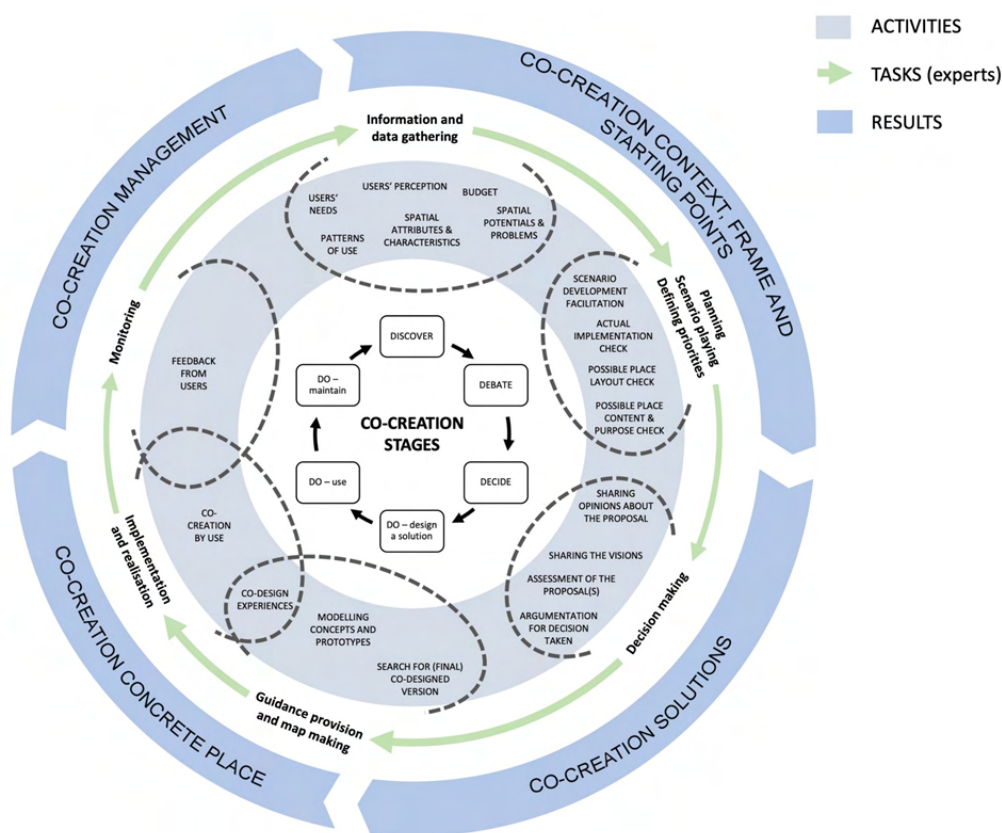 ACTIVITIES
TASKS (experts)
RESULTS
CO-CREATION MANAGEMENT
CO-CREATION CONTEXT, FRAME AND
STARTING POINTS
CO-CREATION SOLUTIONS
CO-CREATION CONCRETE PLACE
Information and
data gathering
Planning
Scenario playing
Defining priorities
Decision making
Guidance provision
and map making
Implementation
and realisation
Monitoring
USERS' PERCEPTION
BUDGET
USERS'
NEEDS
SPATIAL
ATTRIBUTES &
CHARACTERISTICS
SPATIAL
POTENTIALS &
PROBLEMS
PATTERNS
OF USE
SCENARIO
DEVELOPMENT
FACILITATION
ACTUAL
IMPLEMENTATION
CHECK
POSSIBLE PLACE
LAYOUT CHECK
POSSIBLE PLACE
CONTENT &
PURPOSE CHECK
SHARING
OPINIONS ABOUT
THE PROPOSAL
SHARING THE VISIONS
ASSESSMENT OF THE
PROPOSAL(S)
ARGUMENTATION
FOR DECISION
TAKEN
SEARCH FOR (FINAL)
CO-DESIGNED
VERSION
MODELLING
CONCEPTS AND
PROTOTYPES
CO-DESIGN
EXPERIENCES
CO-
CREATION
BY USE
FEEDBACK
FROM
USERS
CO-CREATION
STAGES
DISCOVER
DEBATE
DECIDE
DO – design
a solution
DO – use
DO –
maintain